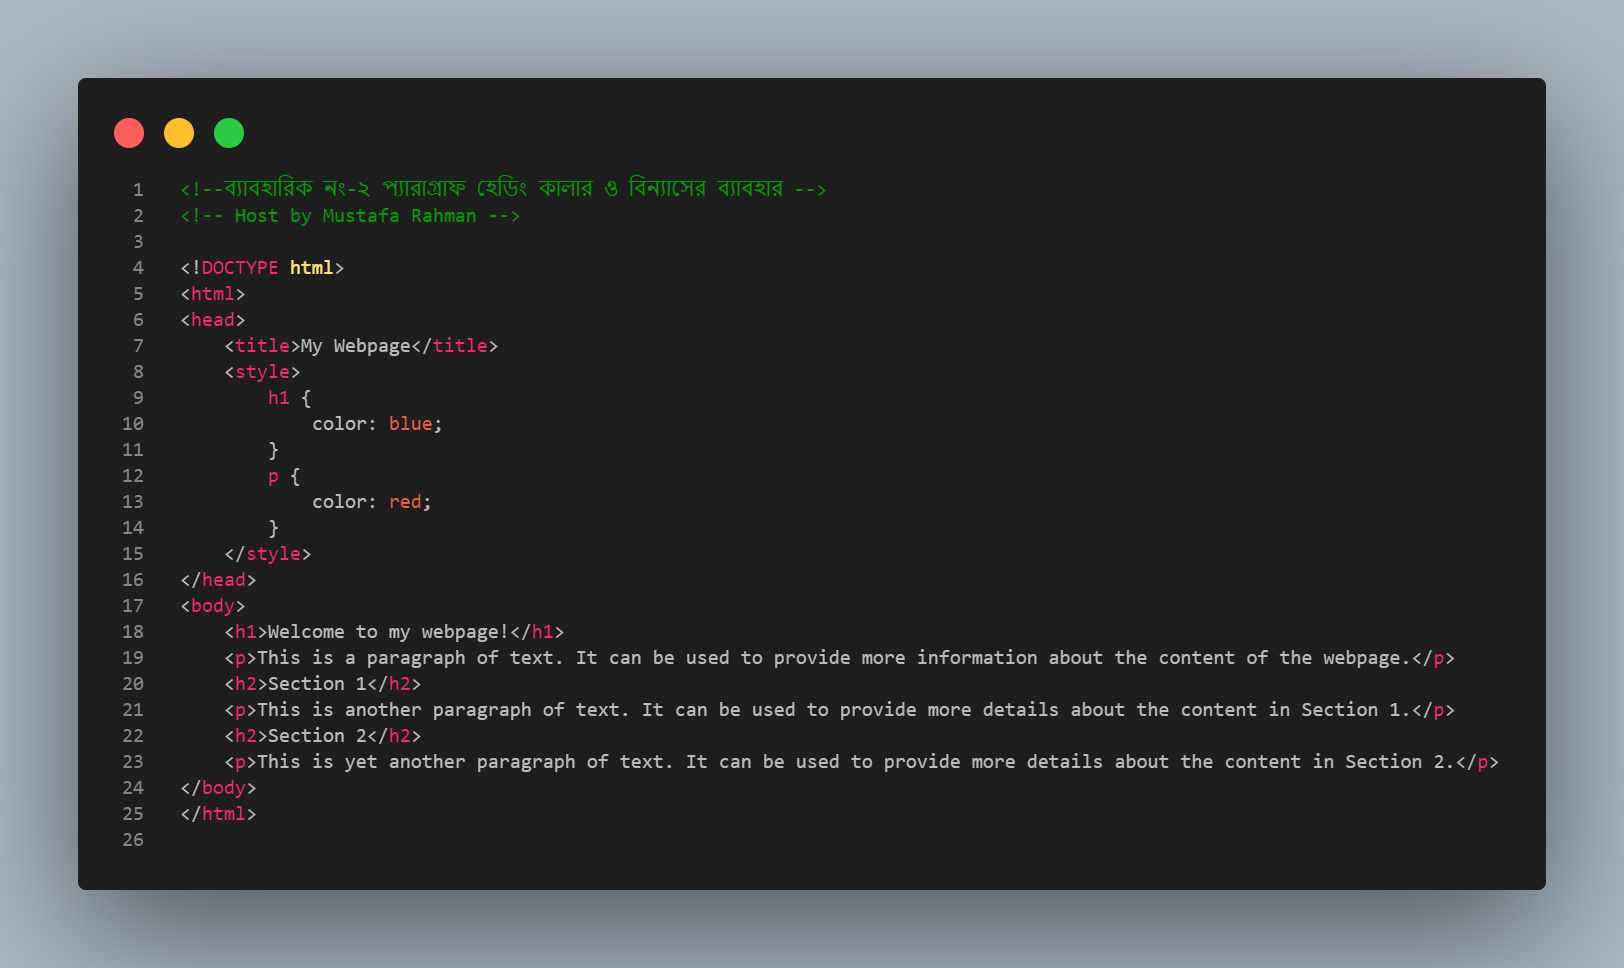 1 <!--ব্যাবহারিক নং-২ প্যারাগ্রাফ হেডিং কালার ও বিন্যাসের ব্যাবহার -->
2 <!-- Host by Mustafa Rahman -->
3
4 <!DOCTYPE html>
5 <html>
6 <head>
7     <title>My Webpage</title>
8     <style>
9         h1 {
10             color: blue;
11         }
12         p {
13             color: red;
14         }
15     </style>
16 </head>
17 <body>
18     <h1>Welcome to my webpage!</h1>
19     <p>This is a paragraph of text. It can be used to provide more information about the content of the webpage.</p>
20     <h2>Section 1</h2>
21     <p>This is another paragraph of text. It can be used to provide more details about the content in Section 1.</p>
22     <h2>Section 2</h2>
23     <p>This is yet another paragraph of text. It can be used to provide more details about the content in Section 2.</p>
24 </body>
25 </html>
26